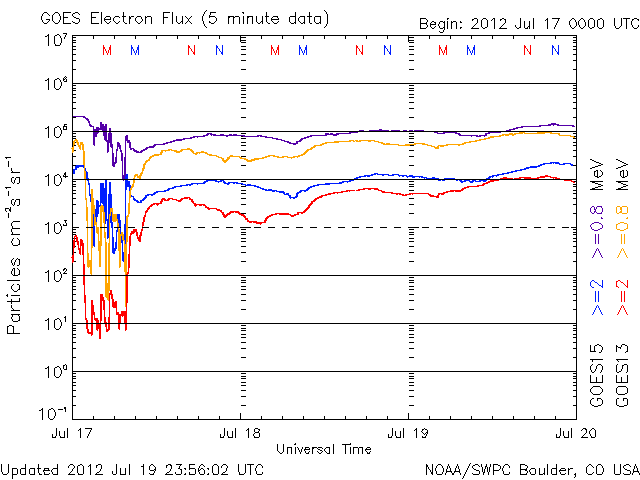 GOES Electron Flux (5 minute data)
Begin: 2012 Jul 17 0000 UTC
M M N N M M N N M M N N
10⁷
10⁶
10⁵
10⁴
10³
10²
10¹
10⁰
10⁻¹
Particles cm⁻²s⁻¹sr⁻¹
Jul 17 Jul 18 Jul 19 Jul 20
Universal Time
GOES15 >=2 >=0.8 MeV
GOES13 >=2 >=0.8 MeV
Updated 2012 Jul 19 23:56:02 UTC
NOAA/SWPC Boulder, CO USA